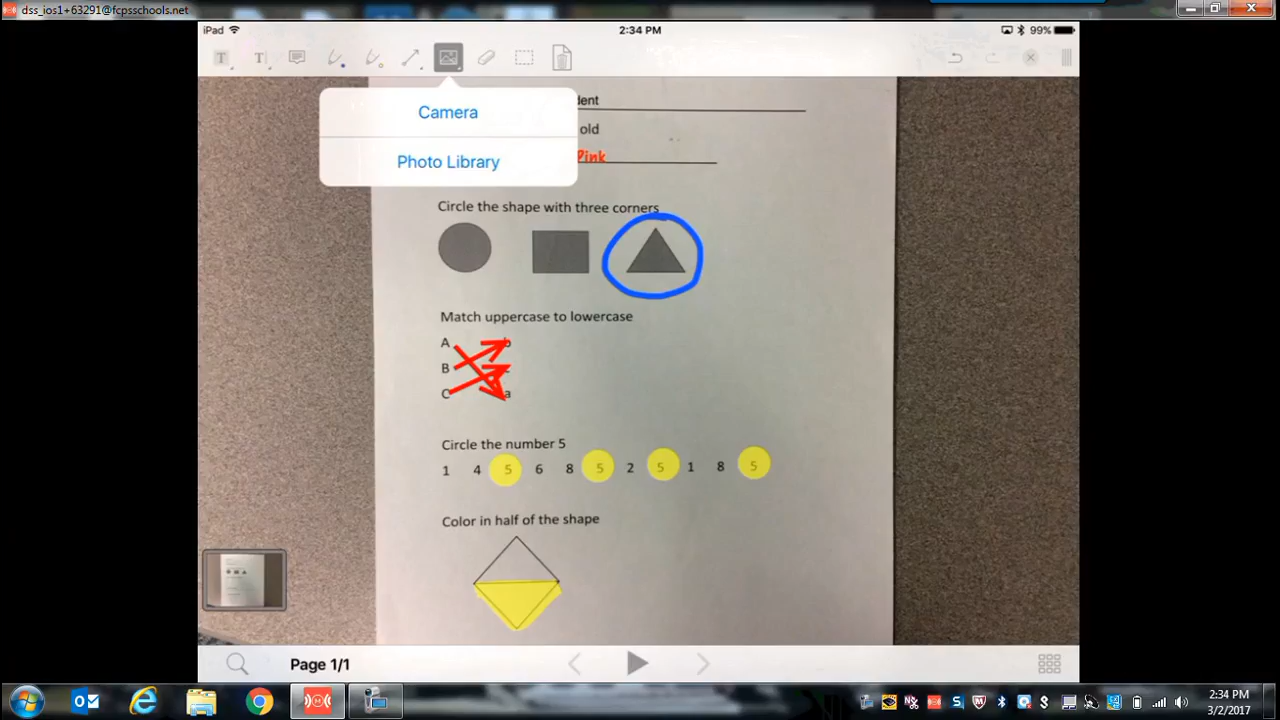 dss_ios1+63291@fcpsschools.net
iPad 2:34 PM 99%
T T
Camera
Photo Library
dent
old
Pink
Circle the shape with three corners
Match uppercase to lowercase
A b
B
C a
Circle the number 5
1 4 5 6 8 5 2 5 1 8 5
Color in half of the shape
Page 1/1
2:34 PM
3/2/2017